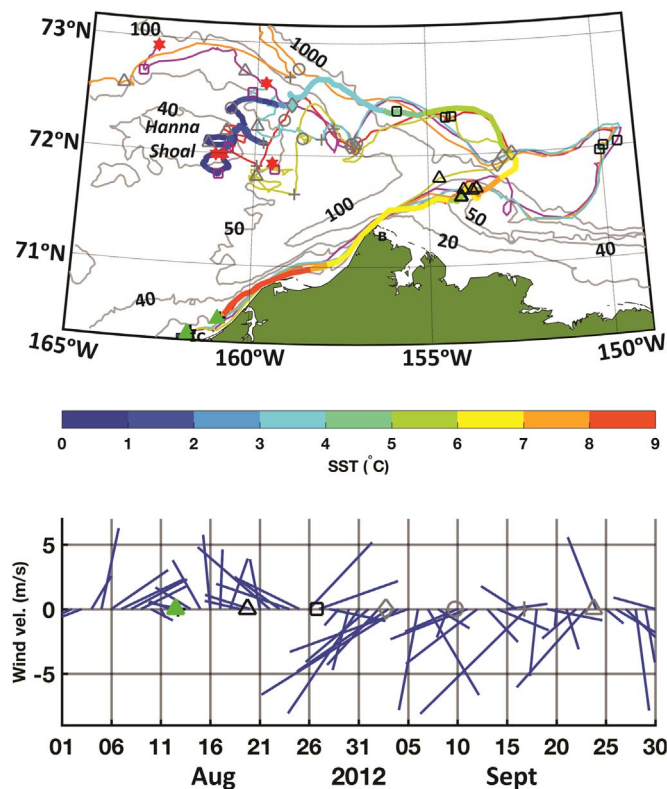 73°N
100
1000
40
Hanna
72°N
Shoal
100
50
50
71°N
B
20
40
40
TC
165°W
160°W
155°W
150°W
0 1 2 3 4 5 6 7 8 9
SST (°C)
5
Wind vel. (m/s)
0
-5
01 06 11 16 21 26 31 05 10 15 20 25 30
Aug 2012 Sept